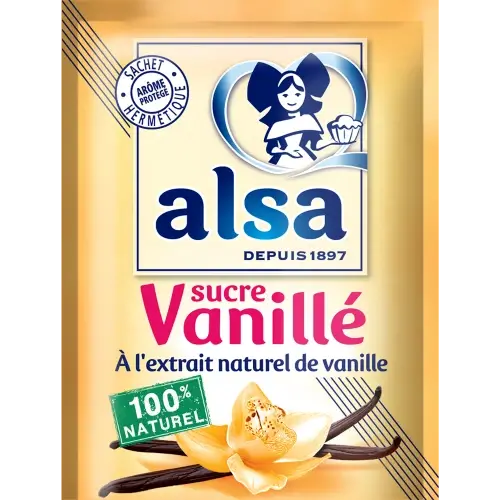 SACHET
ARÔME
PROTÉGÉ
HERMÉTIQUE
alsa
DEPUIS 1897
sucre
Vanillé
À l'extrait naturel de vanille
100%
NATUREL